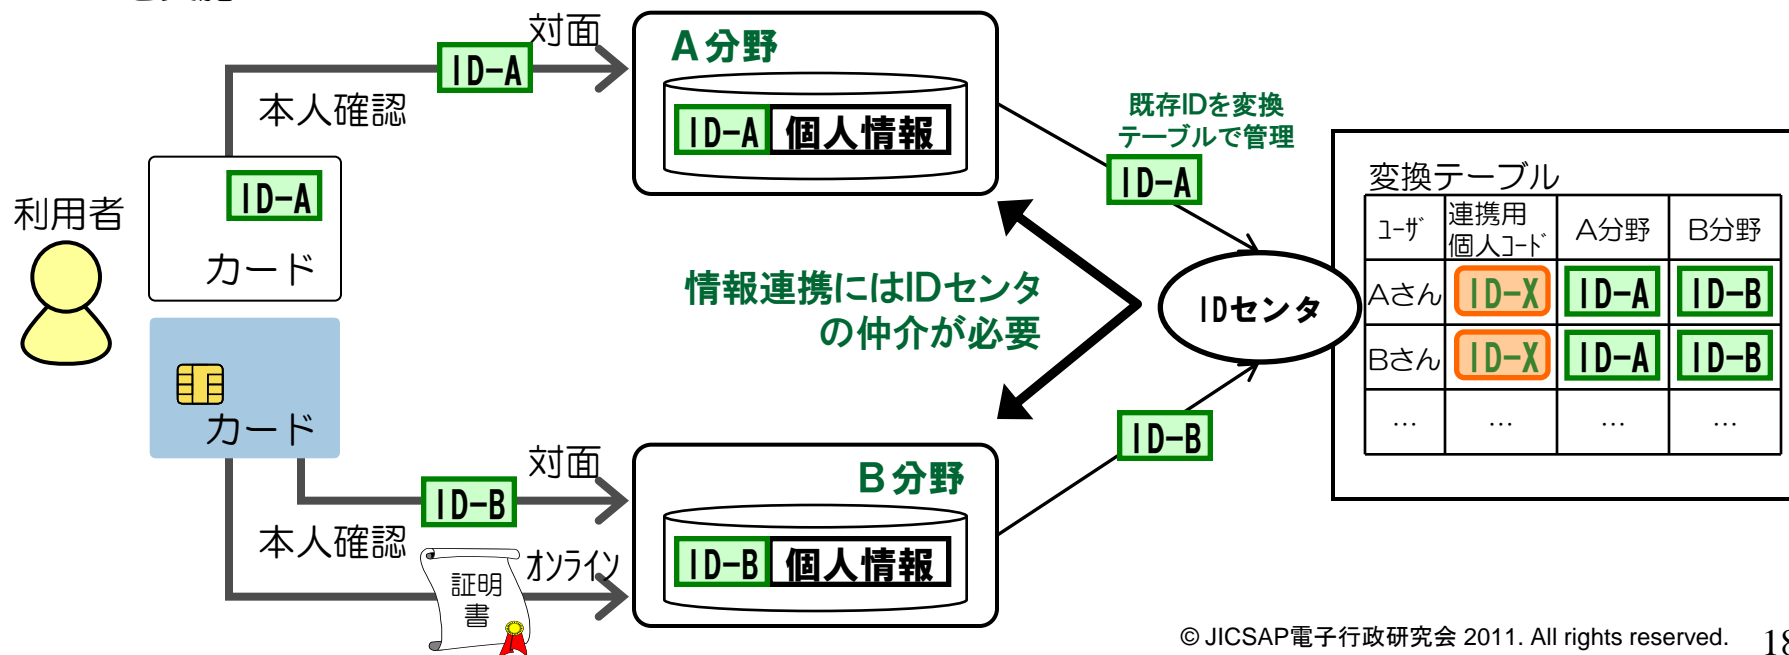 対面
ID-A
本人確認
利用者
ID-A
カード
カード
対面
ID-B
本人確認
証明
書
オンライン
A分野
ID-A 個人情報
情報連携にはIDセンタ
の仲介が必要
B分野
ID-B 個人情報
既存IDを変換
テーブルで管理
ID-A
IDセンタ
ID-B
変換テーブル
ユーザ 連携用 A分野 B分野
個人コード
Aさん ID-X ID-A ID-B
Bさん ID-X ID-A ID-B
… … … …
© JICSAP電子行政研究会 2011. All rights reserved. 18